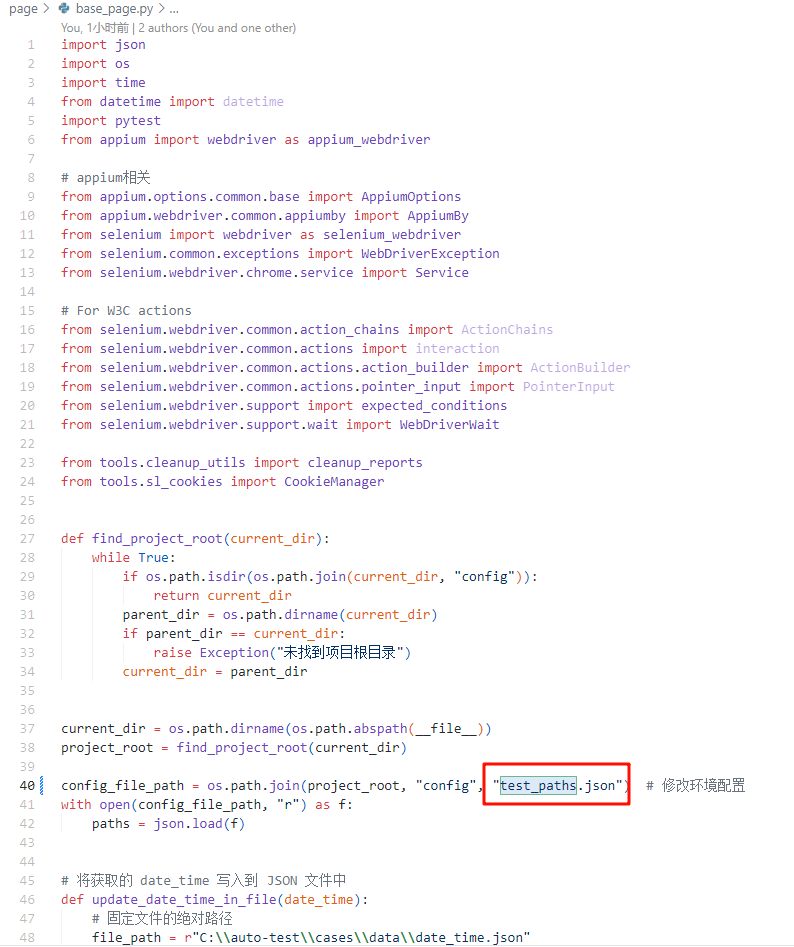 page > base_page.py > ...
You, 1小时前 | 2 authors (You and one other)
1 import json
2 import os
3 import time
4 from datetime import datetime
5 import pytest
6 from appium import webdriver as appium_webdriver
7
8 # appium相关
9 from appium.options.common.base import AppiumOptions
10 from appium.webdriver.common.appiumby import AppiumBy
11 from selenium import webdriver as selenium_webdriver
12 from selenium.common.exceptions import WebDriverException
13 from selenium.webdriver.chrome.service import Service
14
15 # For W3C actions
16 from selenium.webdriver.common.action_chains import ActionChains
17 from selenium.webdriver.common.actions import interaction
18 from selenium.webdriver.common.actions.action_builder import ActionBuilder
19 from selenium.webdriver.common.actions.pointer_input import PointerInput
20 from selenium.webdriver.support import expected_conditions
21 from selenium.webdriver.support.wait import WebDriverWait
22
23 from tools.cleanup_utils import cleanup_reports
24 from tools.sl_cookies import CookieManager
25
26
27 def find_project_root(current_dir):
28     while True:
29         if os.path.isdir(os.path.join(current_dir, "config")):
30             return current_dir
31         parent_dir = os.path.dirname(current_dir)
32         if parent_dir == current_dir:
33             raise Exception("未找到项目根目录")
34         current_dir = parent_dir
35
36
37 current_dir = os.path.dirname(os.path.abspath(__file__))
38 project_root = find_project_root(current_dir)
39
40 config_file_path = os.path.join(project_root, "config", "test_paths.json")  # 修改环境配置
41 with open(config_file_path, "r") as f:
42     paths = json.load(f)
43
44
45 # 将获取的 date_time 写入到 JSON 文件中
46 def update_date_time_in_file(date_time):
47     # 固定文件的绝对路径
48     file_path = r"C:\\auto-test\\cases\\data\\date_time.json"